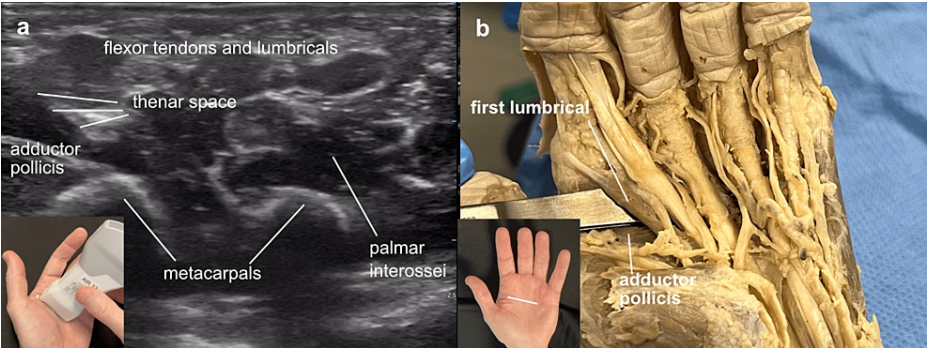 a
flexor tendons and lumbricals
thenar space
adductor
pollicis
metacarpals
palmar
interossei
b
first lumbrical
adductor
pollicis